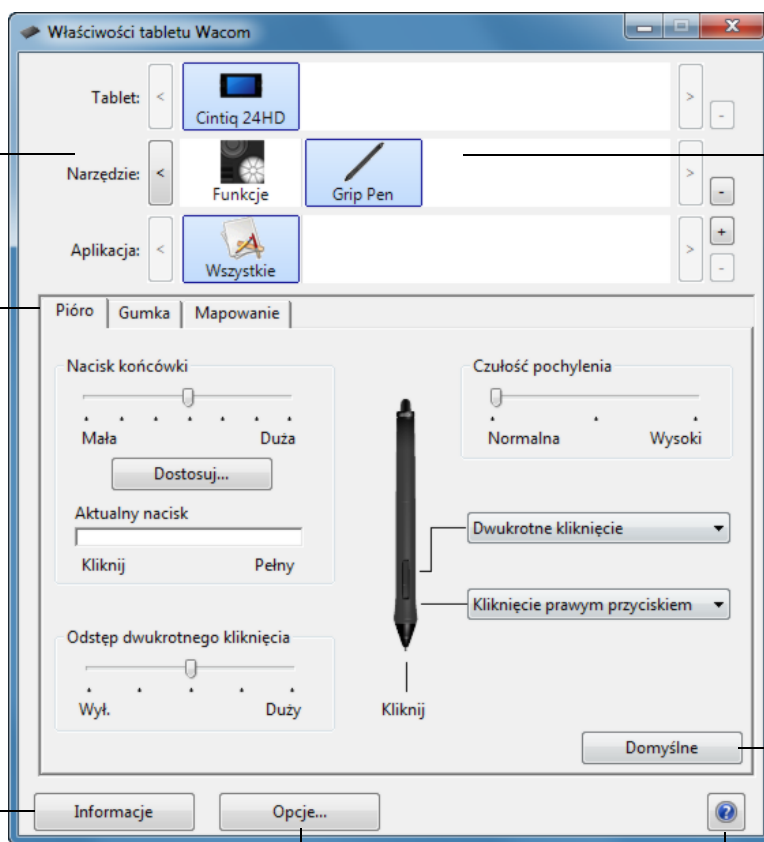 Właściwości tabletu Wacom
Tablet:
<
Cintiq 24HD
>
-
Narzędzie:
<
Funkcje
Grip Pen
>
-
Aplikacja:
<
Wszystkie
>
+
-
Pióro
Gumka
Mapowanie
Nacisk końcówki
Mała
Duża
Dostosuj...
Aktualny nacisk
Kliknij
Pełny
Odstęp dwukrotnego kliknięcia
Wył.
Duży
Czułość pochylenia
Normalna
Wysoki
Dwukrotne kliknięcie
Kliknięcie prawym przyciskiem
Kliknij
Domyślne
Informacje
Opcje...
?